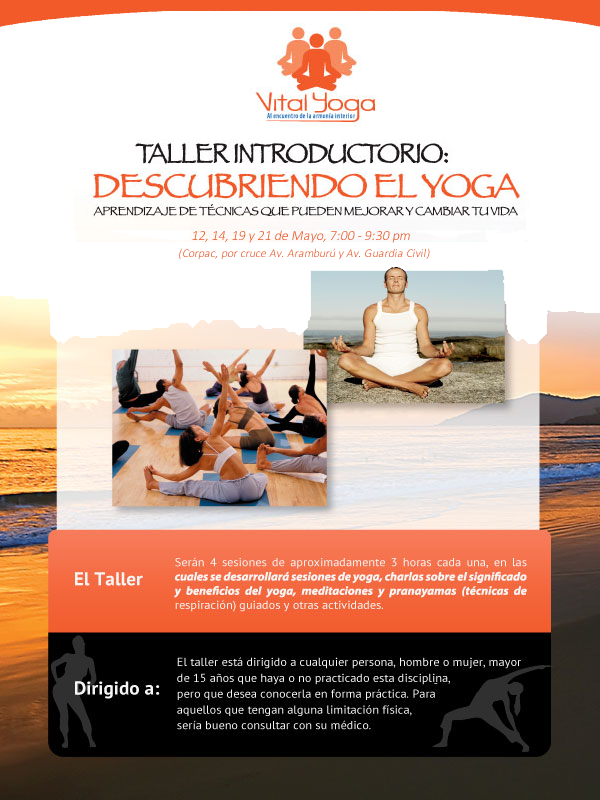 Vital Yoga
Al encuentro de la armonía interior
TALLER INTRODUCTORIO:
DESCUBRIENDO EL YOGA
APRENDIZAJE DE TÉCNICAS QUE PUEDEN MEJORAR Y CAMBIAR TU VIDA
12, 14, 19 y 21 de Mayo, 7:00 - 9:30 pm
(Corpac, por cruce Av. Aramburú y Av. Guardia Civil)
El Taller
Serán 4 sesiones de aproximadamente 3 horas cada una, en las
cuales se desarrollará sesiones de yoga, charlas sobre el significado
y beneficios del yoga, meditaciones y pranayamas (técnicas de
respiración) guiados y otras actividades.
Dirigido a:
El taller está dirigido a cualquier persona, hombre o mujer, mayor
de 15 años que haya o no practicado esta disciplina,
pero que desea conocerla en forma práctica. Para
aquellos que tengan alguna limitación física,
sería bueno consultar con su médico.